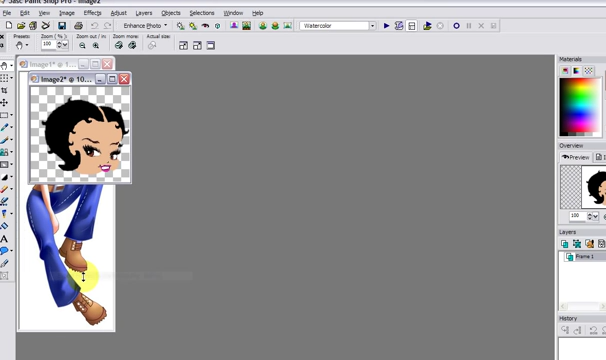 Jasc Paint Shop Pro - Image2
File Edit View Image Effects Adjust Layers Objects Selections Window Help
Enhance Photo
Watercolor
Presets: Zoom (%): Zoom out/in: Zoom more: Actual size:
100
Materials
Image1*
Image2* @ 10...
Overview
Preview
100
Layers
Frame 1
History